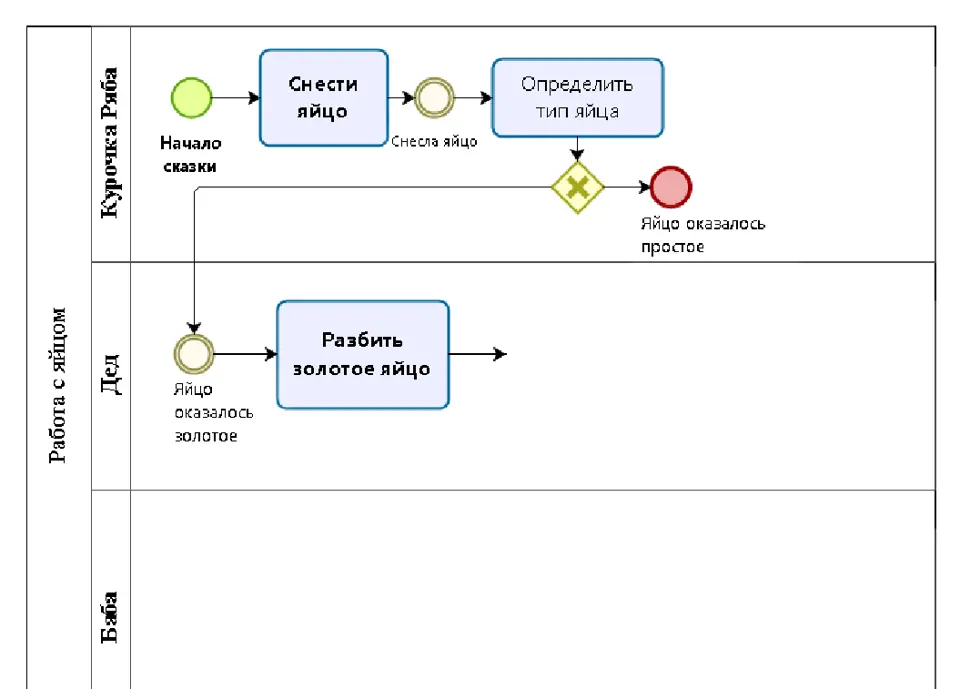 Работа с яйцом
Курочка Ряба
Начало
сказки
Снести
яйцо
Снесла яйцо
Определить
тип яйца
Яйцо оказалось
простое
Дед
Яйцо
оказалось
золотое
Разбить
золотое яйцо
Баба